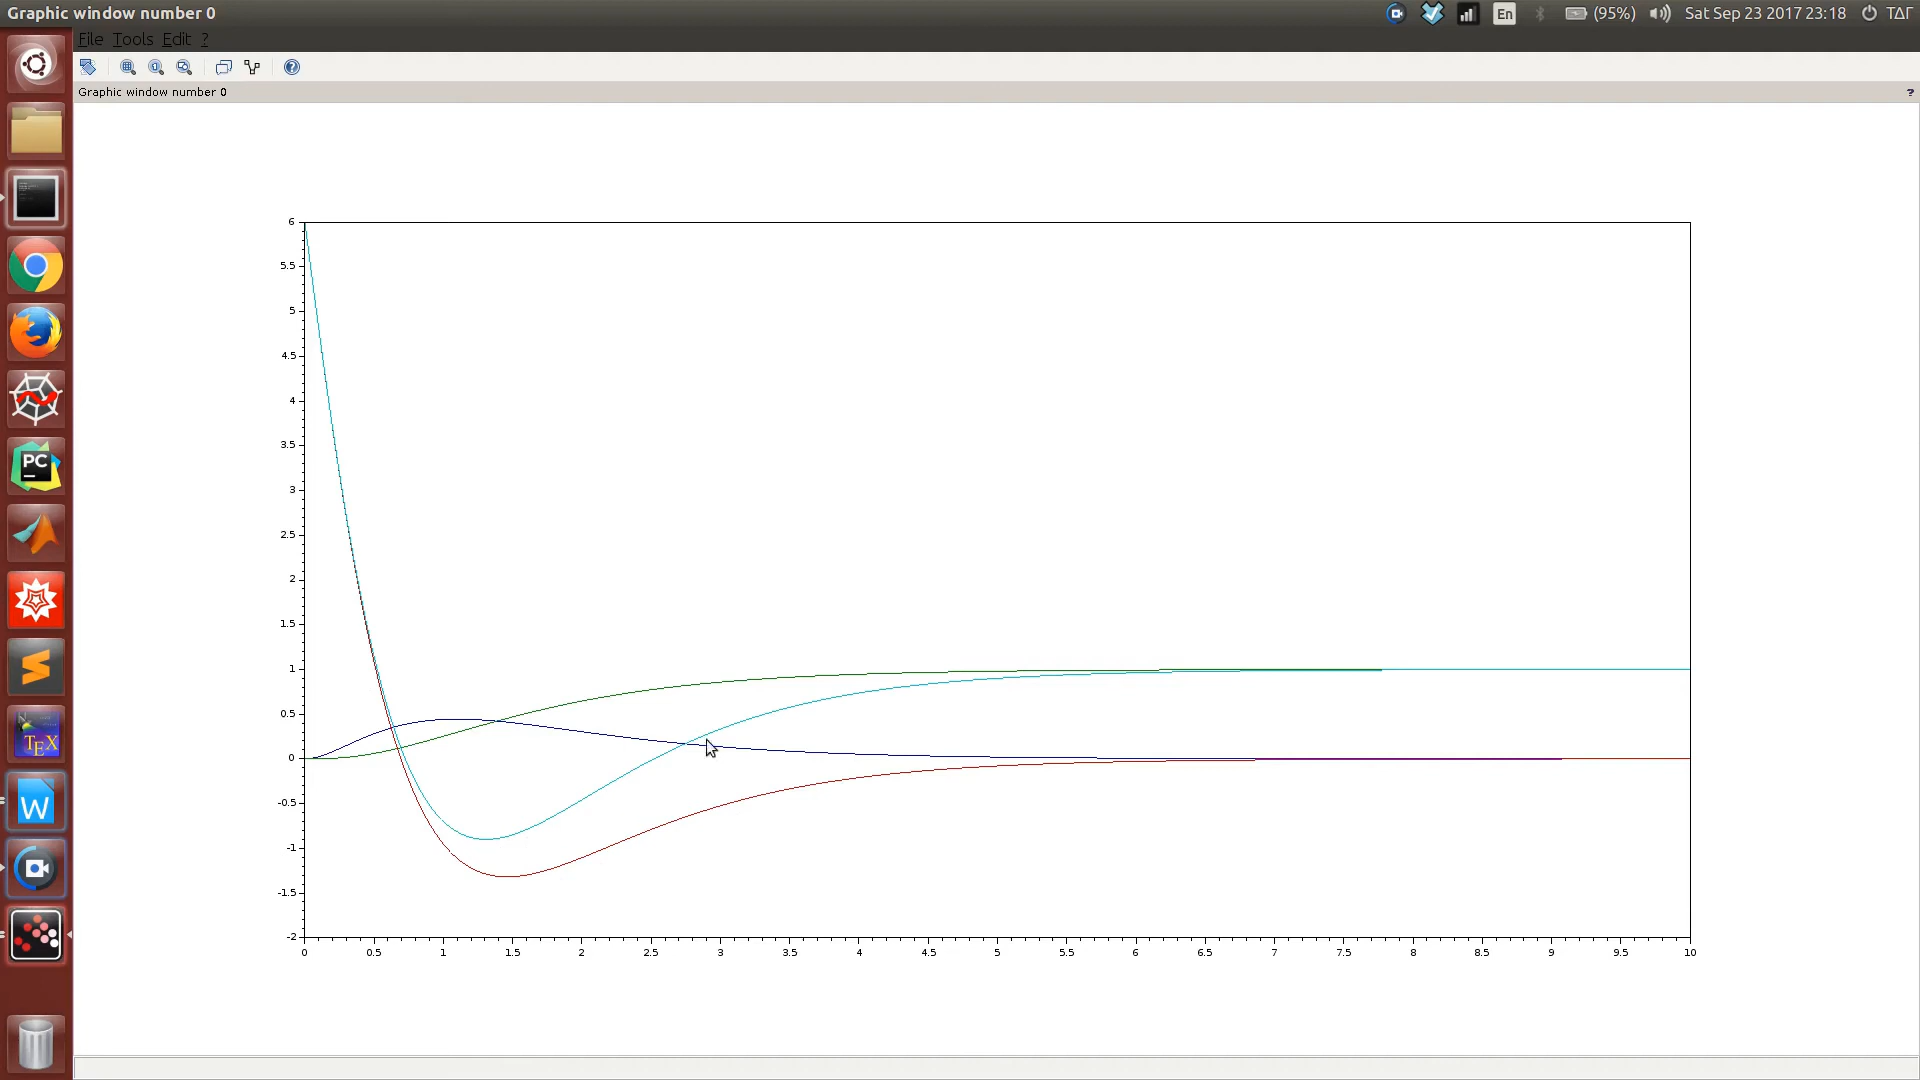 Graphic window number 0
En
(95%)
Sat Sep 23 2017 23:18
ΤΔΓ
File Tools Edit ?
Graphic window number 0
?
6
5.5
5
4.5
4
3.5
3
2.5
2
1.5
1
0.5
0
-0.5
-1
-1.5
-2
0 0.5 1 1.5 2 2.5 3 3.5 4 4.5 5 5.5 6 6.5 7 7.5 8 8.5 9 9.5 10
PC
TEX
W